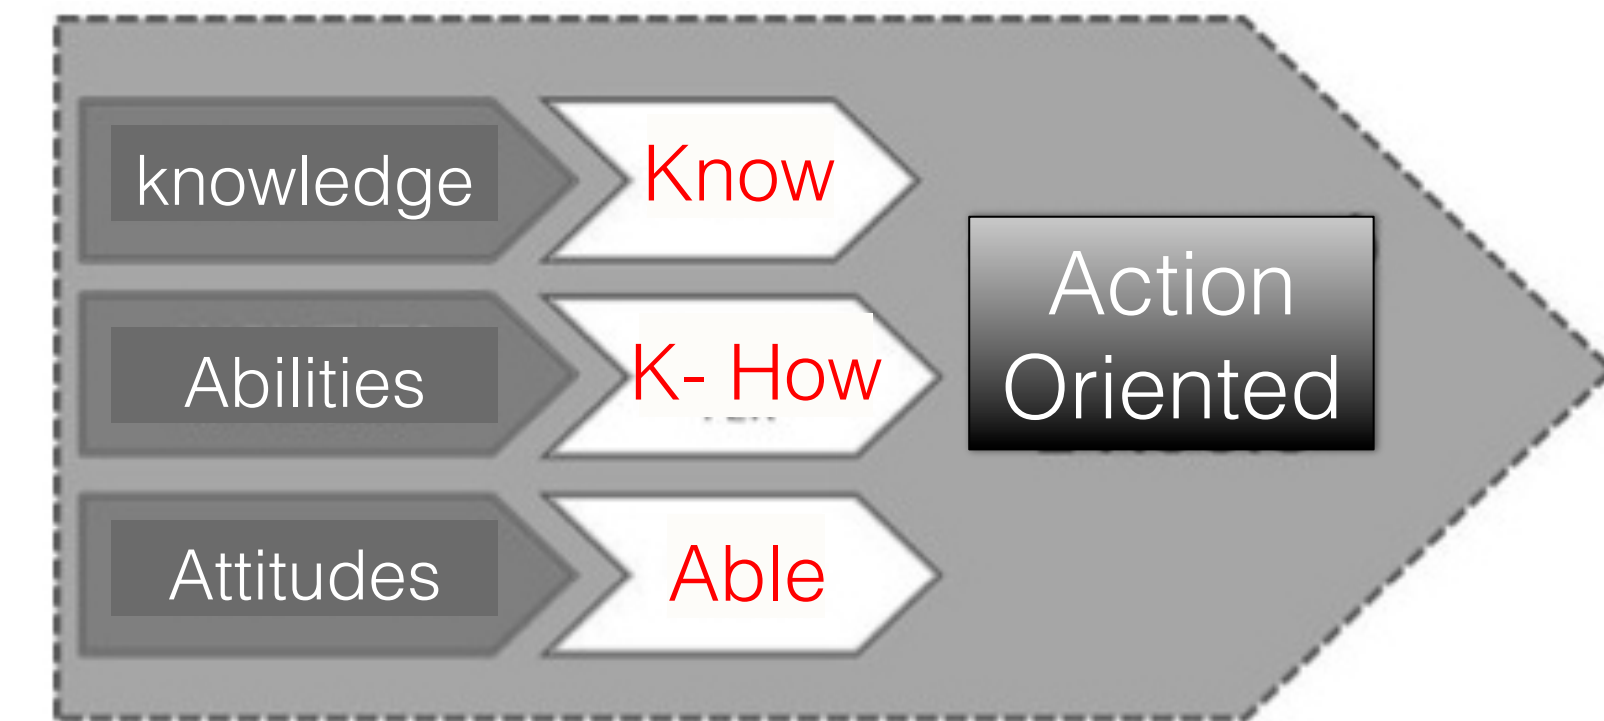 knowledge
Know
Abilities
K- How
Attitudes
Able
Action
Oriented